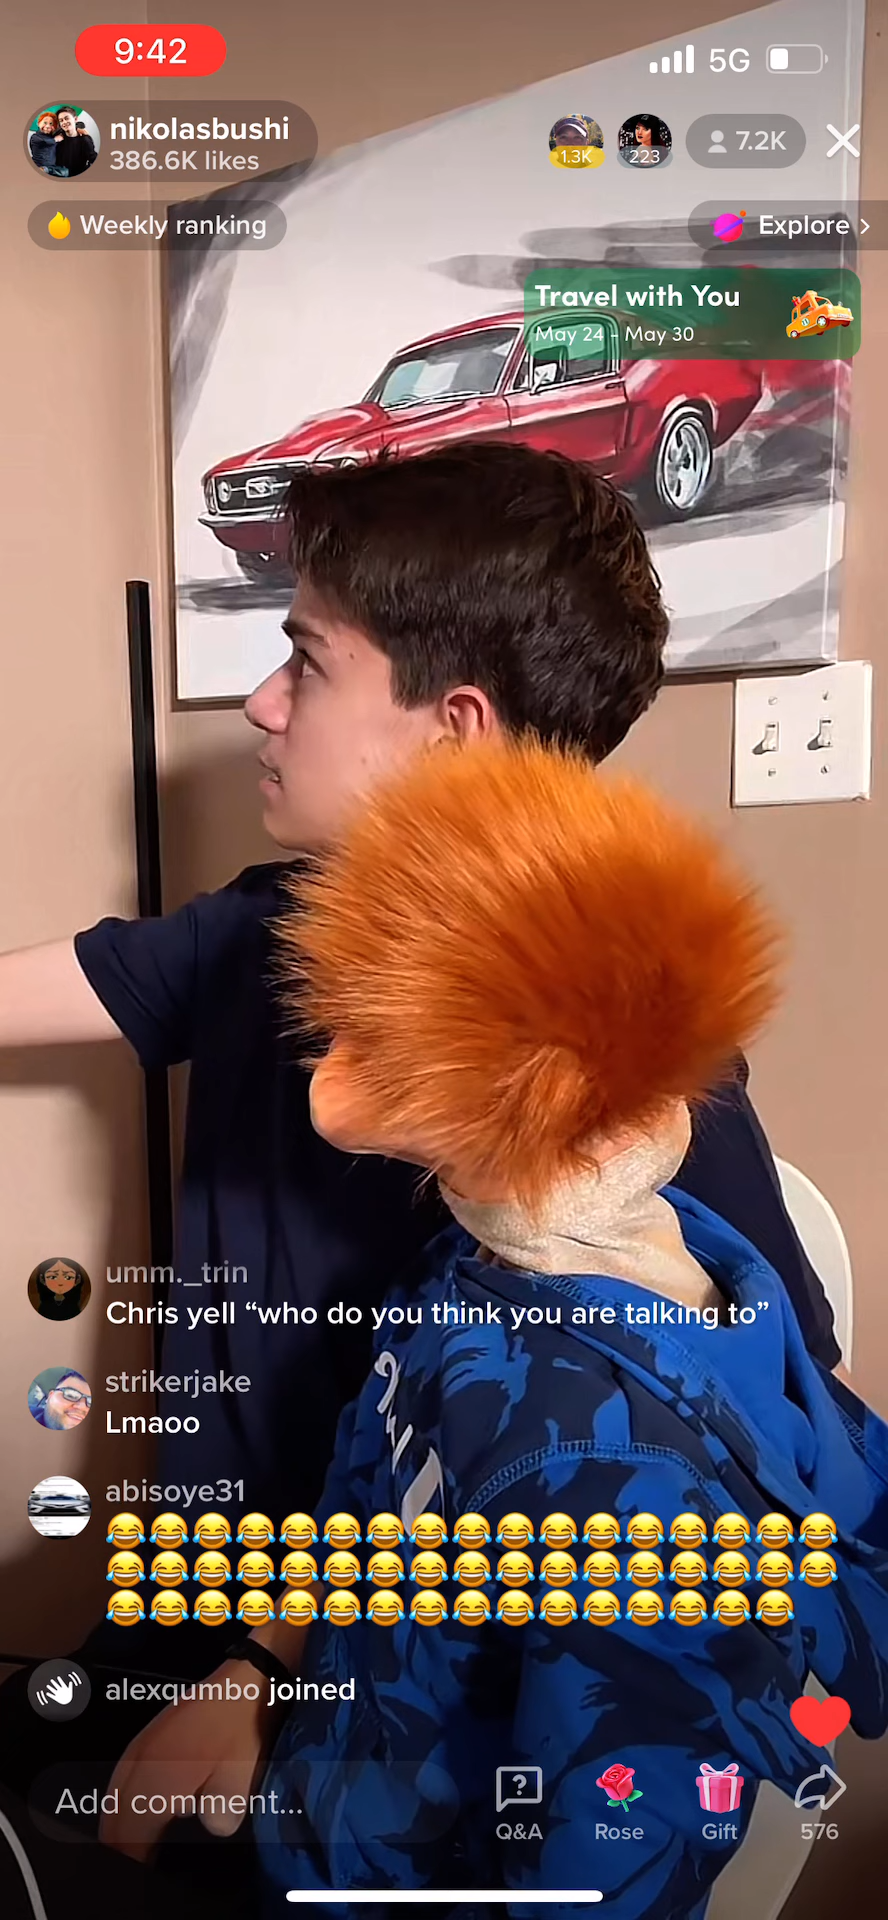 9:42
5G
nikolasbushi
386.6K likes
1.3K
223
7.2K
Weekly ranking
Explore >
Travel with You
May 24 - May 30
umm._trin
Chris yell “who do you think you are talking to”
strikerjake
Lmaoo
abisoye31
😂😂😂😂😂😂😂😂😂😂😂😂😂😂😂😂😂
😂😂😂😂😂😂😂😂😂😂😂😂😂😂😂😂😂
😂😂😂😂😂😂😂😂😂😂😂😂😂😂😂😂
alexqumbo joined
Add comment...
Q&A
Rose
Gift
576